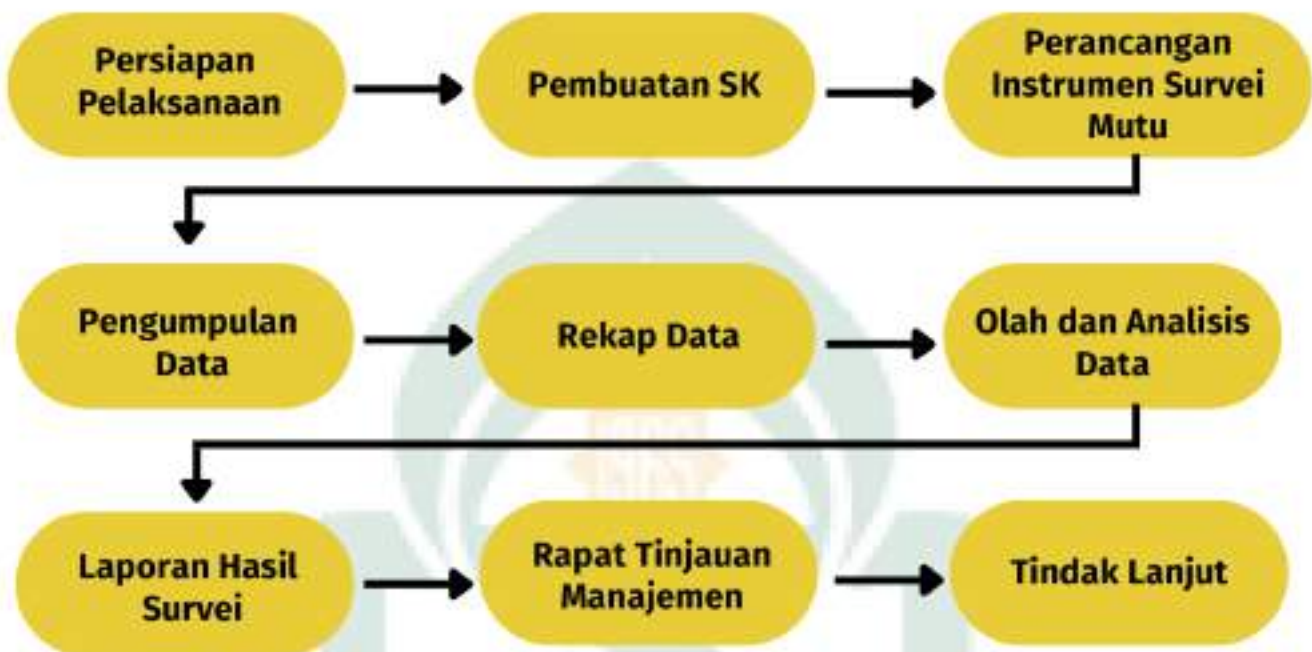 Persiapan
Pelaksanaan
Pembuatan SK
Perancangan
Instrumen Survei
Mutu
Pengumpulan
Data
Rekap Data
Olah dan Analisis
Data
Laporan Hasil
Survei
Rapat Tinjauan
Manajemen
Tindak Lanjut